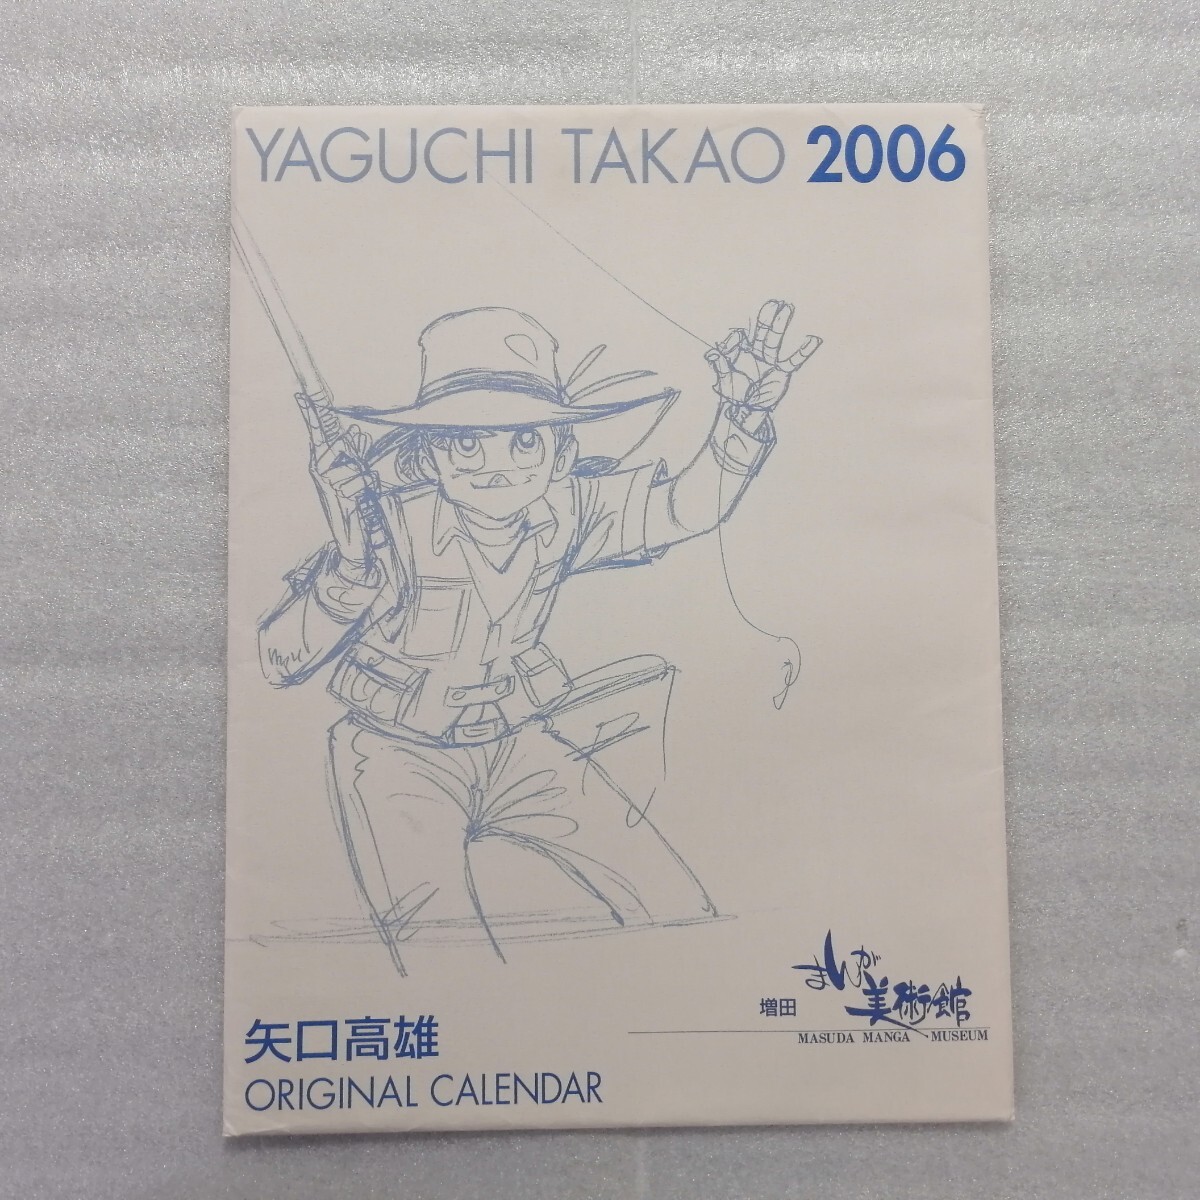 YAGUCHI TAKAO 2006
増田 まんが美術館
MASUDA MANGA MUSEUM
矢口高雄
ORIGINAL CALENDAR